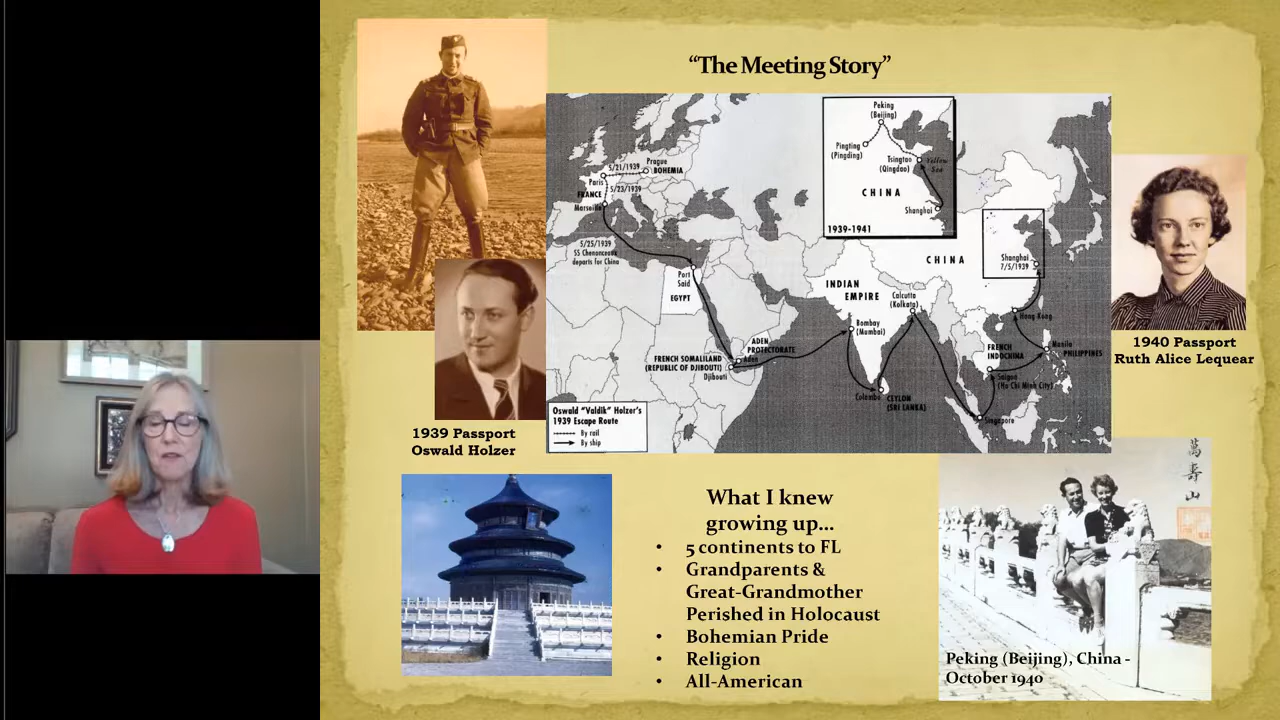 “The Meeting Story”
Peking
(Beijing)
Pingting
(Pingding)
Tsingtao
(Qingdao)
Yellow
Sea
CHINA
Shanghai
1939-1941
5/21/1939
Prague
BOHEMIA
Paris
5/23/1939
FRANCE
Marseille
5/25/1939
SS Chenonceau
departs for China
Port
Said
EGYPT
CHINA
Shanghai
7/5/1939
INDIAN
EMPIRE
Calcutta
(Kolkata)
Hong Kong
Bombay
(Mumbai)
ADEN
PROTECTORATE
Aden
FRENCH SOMALILAND
(REPUBLIC OF DJIBOUTI)
Djibouti
FRENCH
INDOCHINA
Manila
PHILIPPINES
Saigon
(Ho Chi Minh City)
Colombo
CEYLON
(SRI LANKA)
Singapore
Oswald “Valdik” Holzer’s
1939 Escape Route
By rail
By ship
1940 Passport
Ruth Alice Lequear
1939 Passport
Oswald Holzer
What I knew
growing up...
• 5 continents to FL
• Grandparents &
Great-Grandmother
Perished in Holocaust
• Bohemian Pride
• Religion
• All-American
萬壽山
Peking (Beijing), China -
October 1940